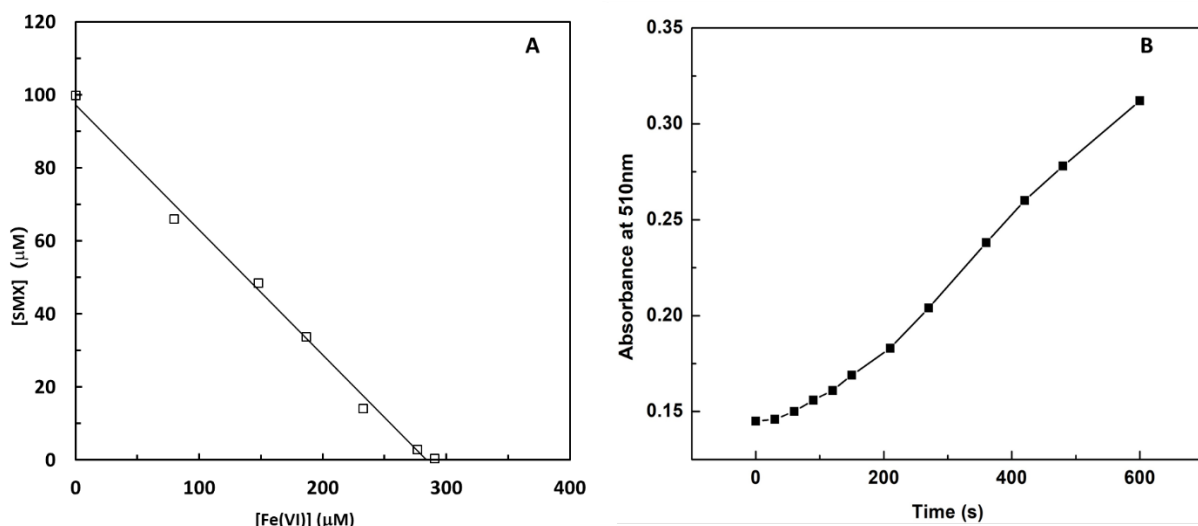 A
120
100
80
60
40
20
0
[SMX] (μM)
0 100 200 300 400
[Fe(VI)] (μM)
B
0.35
0.30
0.25
0.20
0.15
Absorbance at 510nm
0 200 400 600
Time (s)